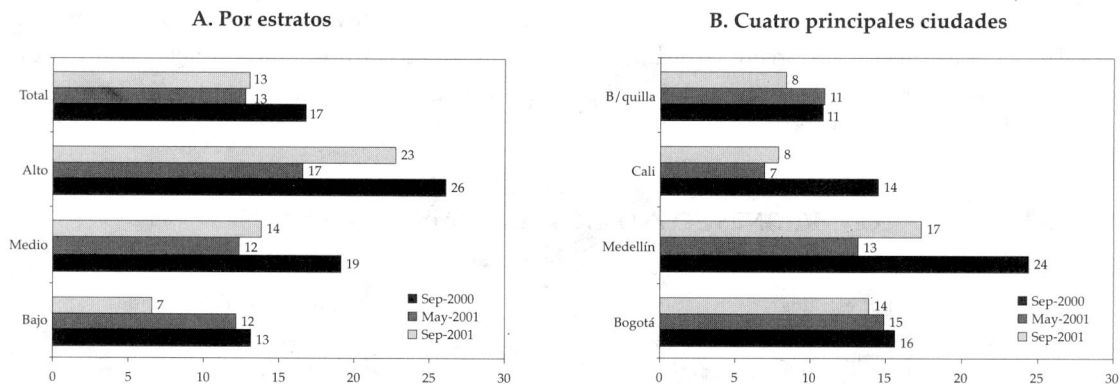 A. Por estratos
Total
13
13
17
Alto
23
17
26
Medio
14
12
19
Bajo
7
12
13
Sep-2000
May-2001
Sep-2001
0 5 10 15 20 25 30
B. Cuatro principales ciudades
B/quilla
8
11
11
Cali
8
7
14
Medellín
17
13
24
Bogotá
14
15
16
Sep-2000
May-2001
Sep-2001
0 5 10 15 20 25 30